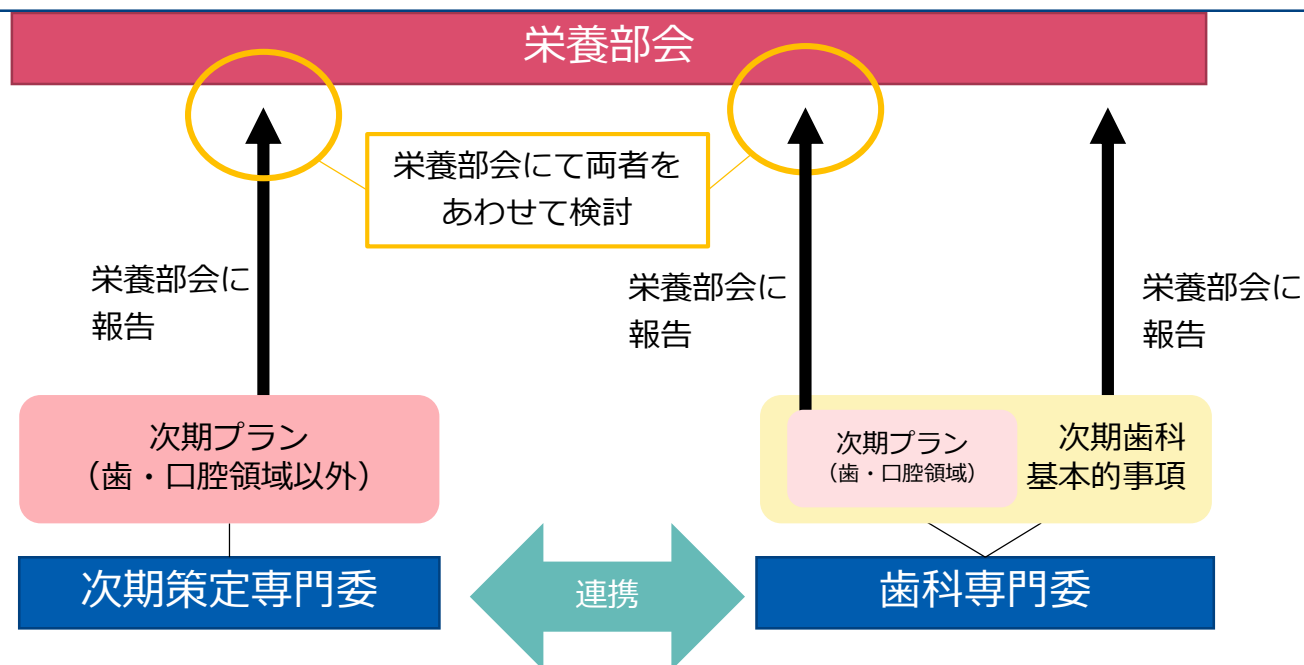 栄養部会
栄養部会にて両者を
あわせて検討
栄養部会に
報告
栄養部会に
報告
栄養部会に
報告
次期プラン
（歯・口腔領域以外）
次期プラン
（歯・口腔領域）
次期歯科
基本的事項
次期策定専門委
連携
歯科専門委